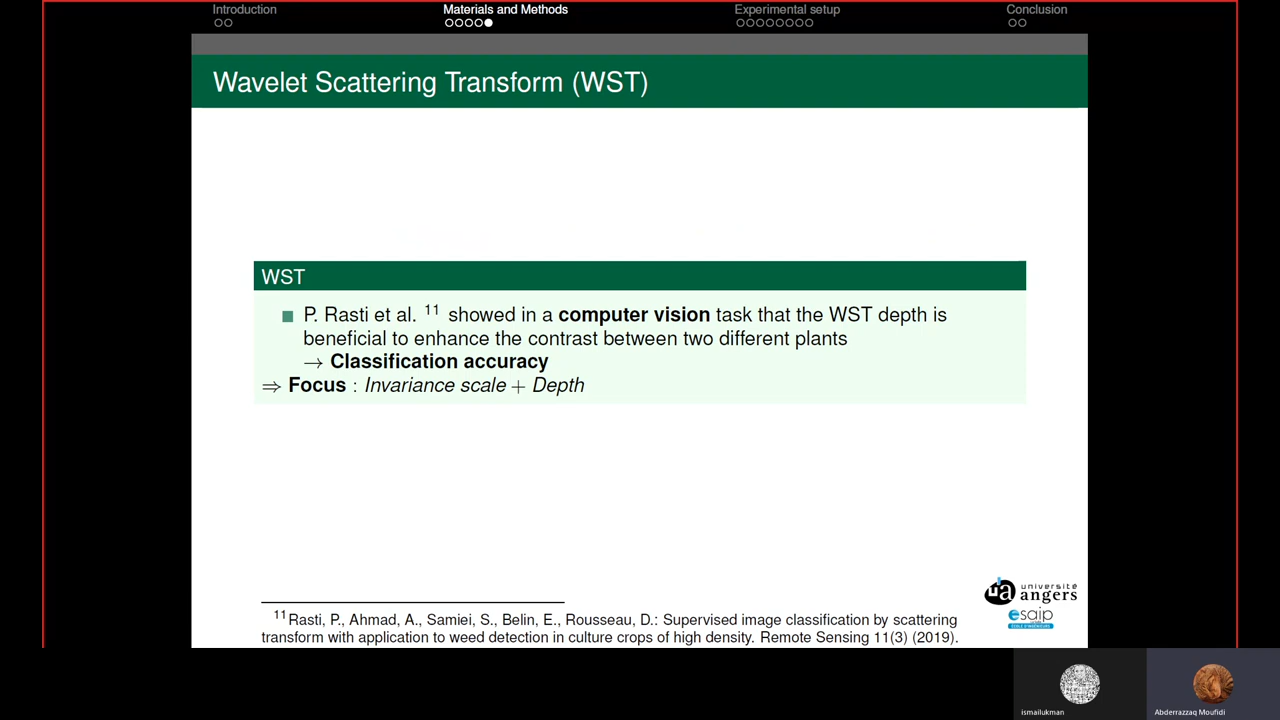 Introduction
Materials and Methods
Experimental setup
Conclusion
Wavelet Scattering Transform (WST)
WST
P. Rasti et al. 11 showed in a computer vision task that the WST depth is
beneficial to enhance the contrast between two different plants
→ Classification accuracy
⇒ Focus : Invariance scale + Depth
ua université
angers
esaip
11 Rasti, P., Ahmad, A., Samiei, S., Belin, E., Rousseau, D.: Supervised image classification by scattering
transform with application to weed detection in culture crops of high density. Remote Sensing 11(3) (2019).
ismailukman
Abderrazzaq Moufidi